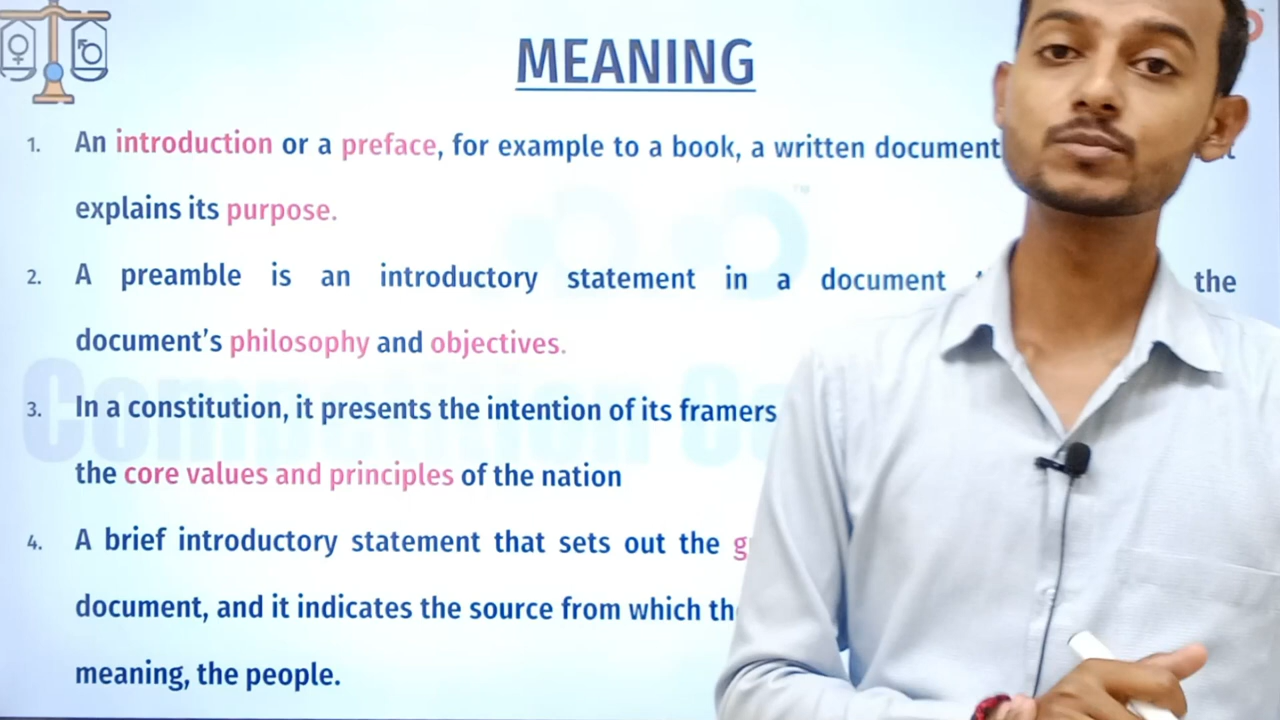 MEANING
1. An introduction or a preface, for example to a book, a written document
explains its purpose.
2. A preamble is an introductory statement in a document the
document's philosophy and objectives.
3. In a constitution, it presents the intention of its framers
the core values and principles of the nation
4. A brief introductory statement that sets out the
document, and it indicates the source from which
meaning, the people.